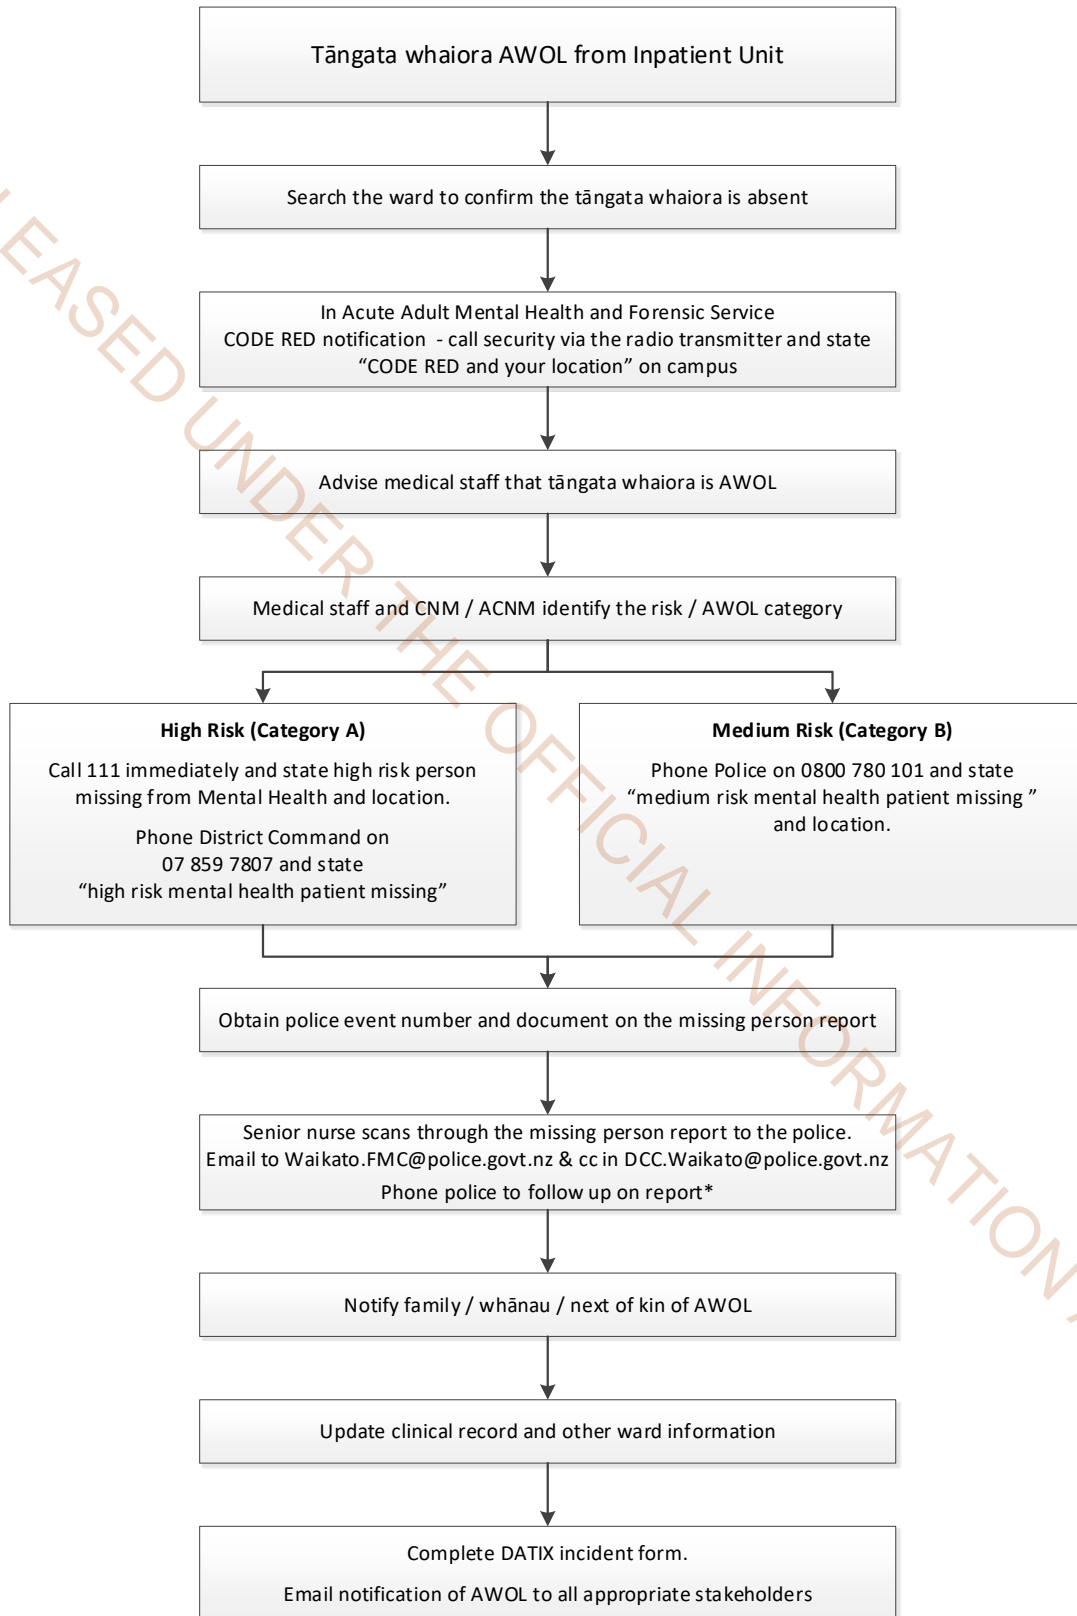 Tāngata whaiora AWOL from Inpatient Unit
Search the ward to confirm the tāngata whaiora is absent
In Acute Adult Mental Health and Forensic Service
CODE RED notification - call security via the radio transmitter and state
“CODE RED and your location” on campus
Advise medical staff that tāngata whaiora is AWOL
Medical staff and CNM / ACNM identify the risk / AWOL category
High Risk (Category A)
Call 111 immediately and state high risk person
missing from Mental Health and location.
Phone District Command on
07 859 7807 and state
“high risk mental health patient missing”
Medium Risk (Category B)
Phone Police on 0800 780 101 and state
“medium risk mental health patient missing ”
and location.
Obtain police event number and document on the missing person report
Senior nurse scans through the missing person report to the police.
Email to Waikato.FMC@police.govt.nz & cc in DCC.Waikato@police.govt.nz
Phone police to follow up on report*
Notify family / whānau / next of kin of AWOL
Update clinical record and other ward information
Complete DATIX incident form.
Email notification of AWOL to all appropriate stakeholders
LEASED UNDER THE OFFICIAL INFORMATION